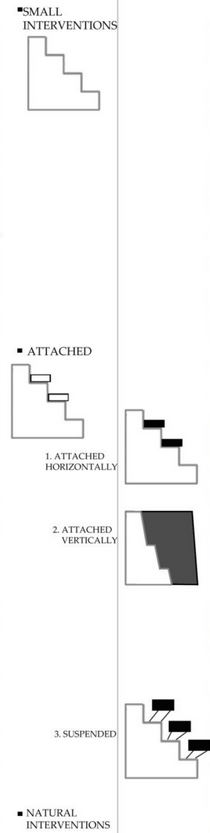 SMALL
INTERVENTIONS
ATTACHED
1. ATTACHED
HORIZONTALLY
2. ATTACHED
VERTICALLY
3. SUSPENDED
NATURAL
INTERVENTIONS